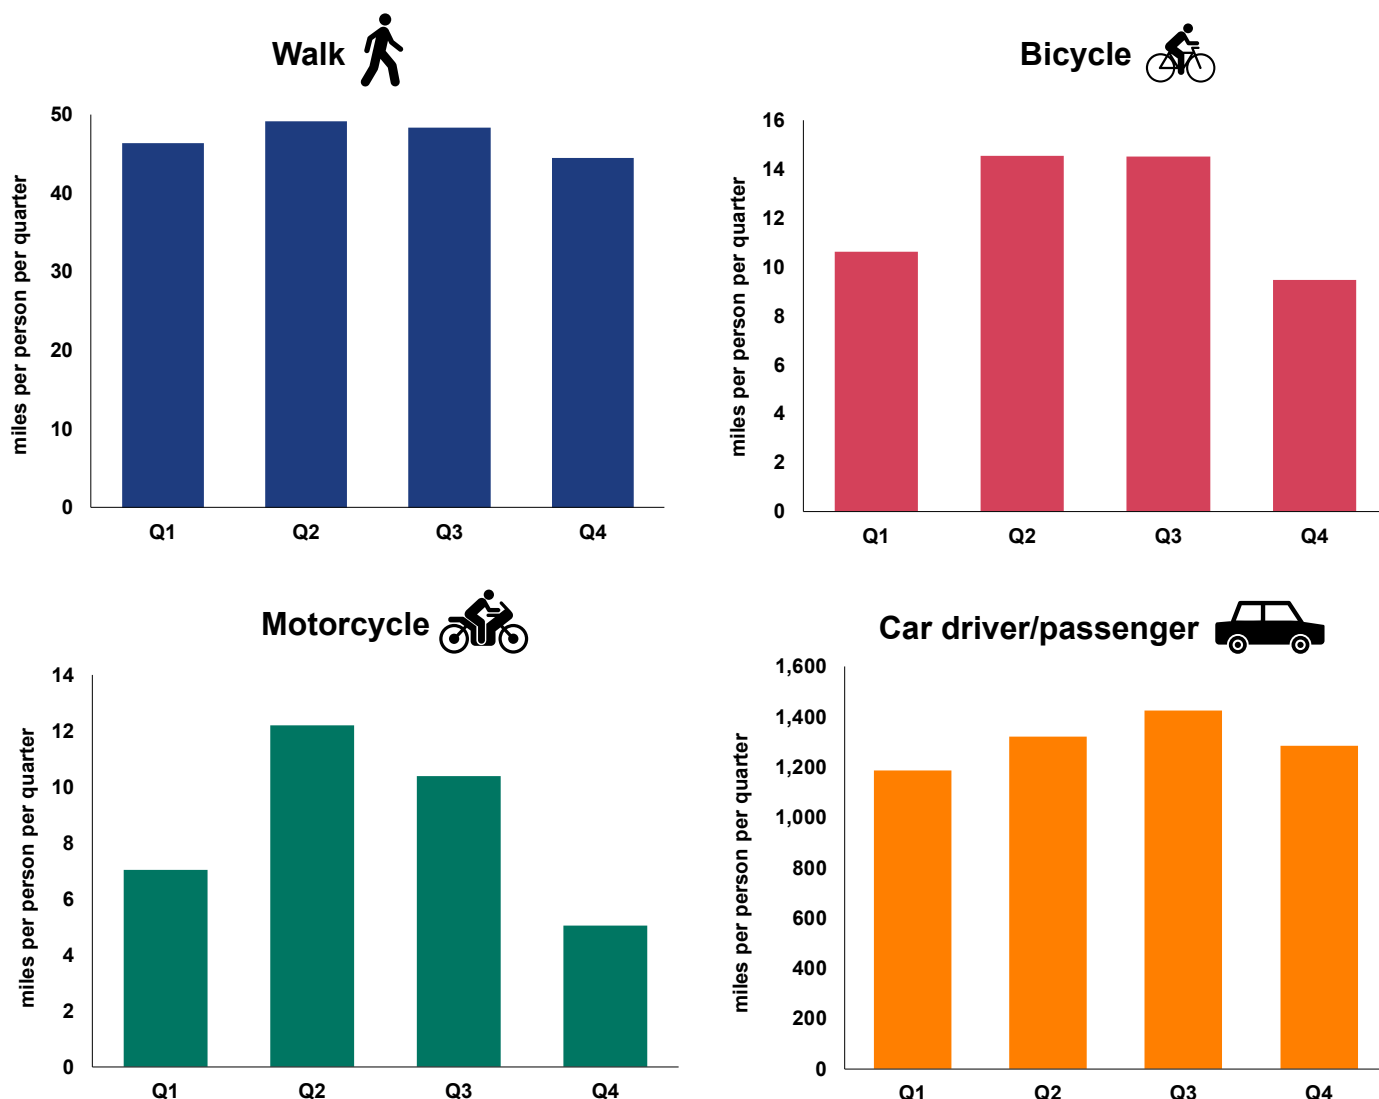 Walk
miles per person per quarter
50
40
30
20
10
0
Q1 Q2 Q3 Q4
Bicycle
miles per person per quarter
16
14
12
10
8
6
4
2
0
Q1 Q2 Q3 Q4
Motorcycle
miles per person per quarter
14
12
10
8
6
4
2
0
Q1 Q2 Q3 Q4
Car driver/passenger
miles per person per quarter
1,600
1,400
1,200
1,000
800
600
400
200
0
Q1 Q2 Q3 Q4